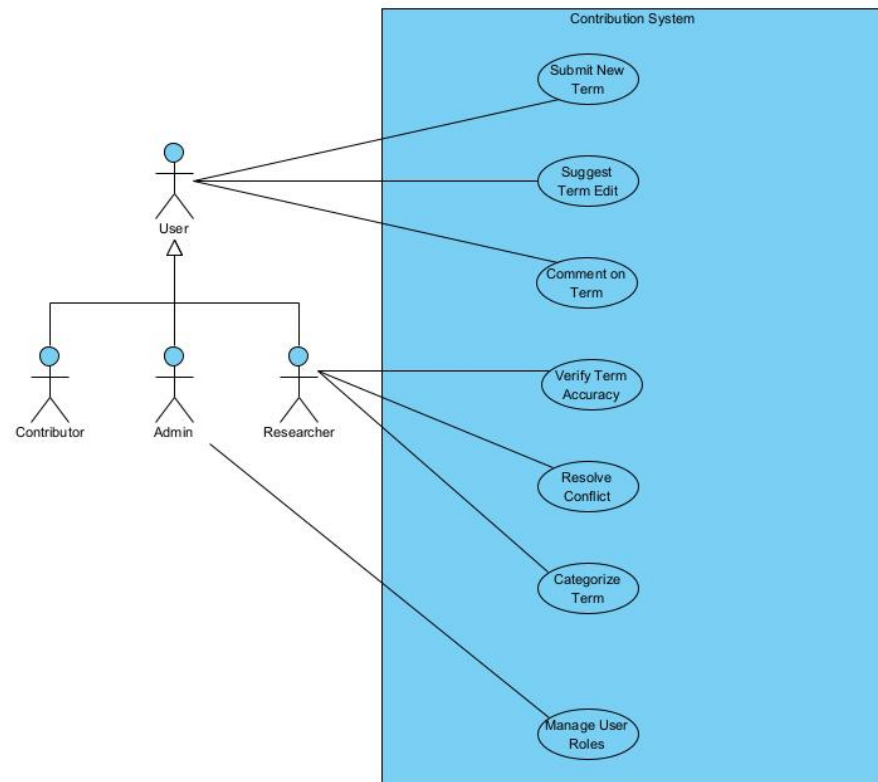 Contribution System
Submit New
Term
Suggest
Term Edit
User
Comment on
Term
Verify Term
Accuracy
Contributor
Admin
Researcher
Resolve
Conflict
Categorize
Term
Manage User
Roles